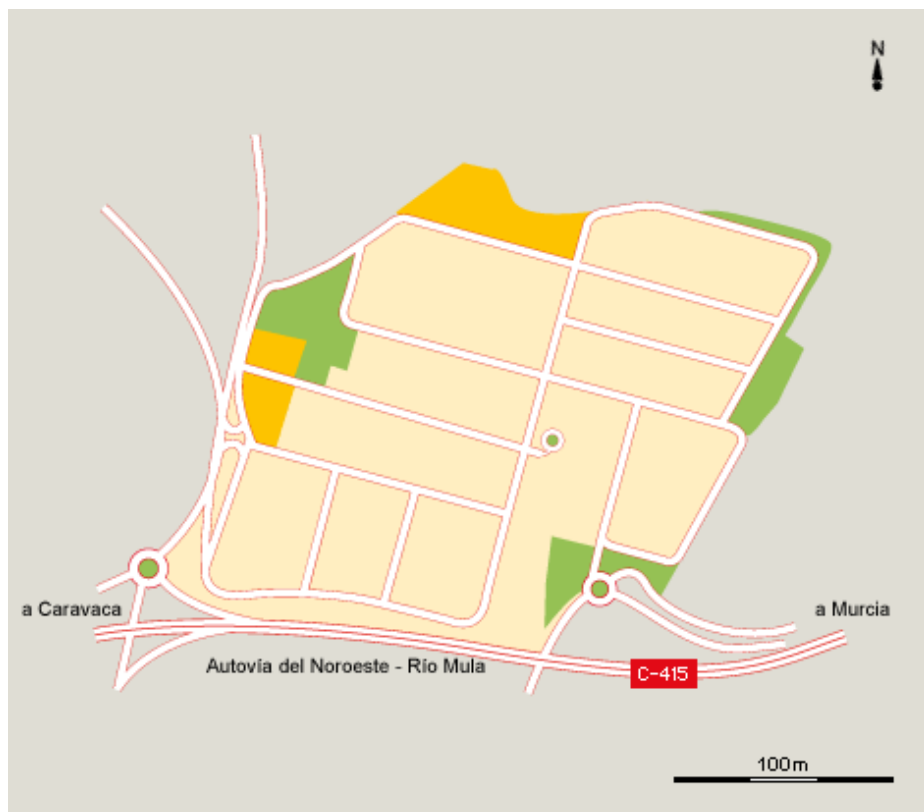 N
a Caravaca
a Murcia
Autovía del Noroeste - Río Mula
C-415
100m